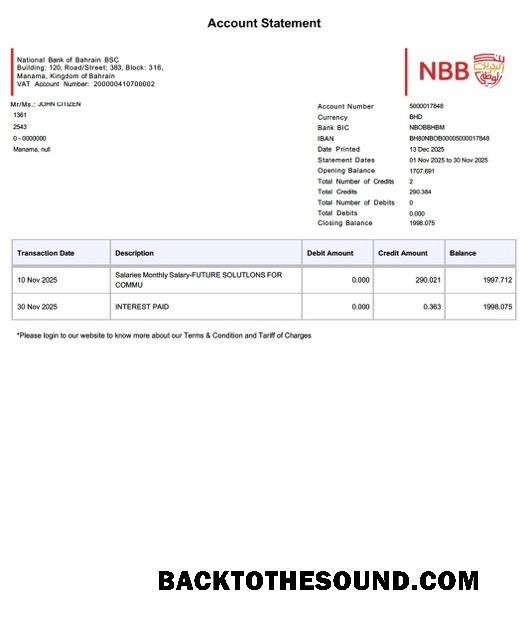 Account Statement
National Bank of Bahrain BSC
Building: 120, Road/Street: 383, Block: 316,
Manama, Kingdom of Bahrain
VAT Account Number: 200000410700002
NBB
بنك البحرين الوطني
Mr/Ms.: JOHN CITIZEN
1361
2543
0 - 0000000
Manama, null
Account Number 5000017848
Currency BHD
Bank BIC NBOBBHBM
IBAN BH80NBOB00005000017848
Date Printed 13 Dec 2025
Statement Dates 01 Nov 2025 to 30 Nov 2025
Opening Balance 1707.691
Total Number of Credits 2
Total Credits 290.384
Total Number of Debits 0
Total Debits 0.000
Closing Balance 1998.075
Transaction Date Description Debit Amount Credit Amount Balance
10 Nov 2025 Salaries Monthly Salary-FUTURE SOLUTLONS FOR
COMMU 0.000 290.021 1997.712
30 Nov 2025 INTEREST PAID 0.000 0.363 1998.075
*Please login to our website to know more about our Terms & Condition and Tariff of Charges
BACKTOTHESOUND.COM